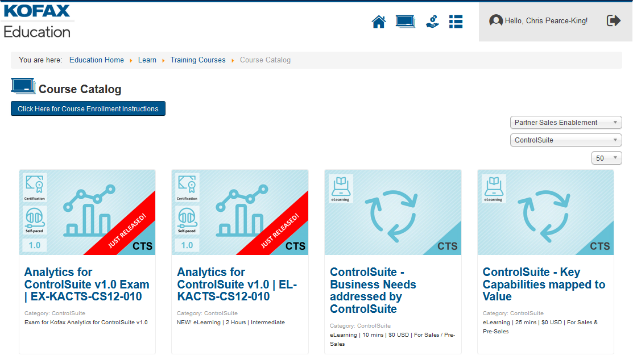 KOFAX
Education
Hello, Chris Pearce-King!
You are here: Education Home Learn Training Courses Course Catalog
Course Catalog
Click Here for Course Enrollment Instructions
Partner Sales Enablement
ControlSuite
50
Certification
Self-paced
1.0
JUST RELEASED!
CTS
Analytics for
ControlSuite v1.0 Exam
| EX-KACTS-CS12-010
Category: ControlSuite
Exam for Kofax Analytics for ControlSuite v1.0
Certification
Self-paced
1.0
JUST RELEASED!
CTS
Analytics for
ControlSuite v1.0 | EL-
KACTS-CS12-010
Category: ControlSuite
NEW! eLearning | 2 Hours | Intermediate
eLearning
CTS
ControlSuite -
Business Needs
addressed by
ControlSuite
Category: ControlSuite
eLearning | 10 mins | $0 USD | For Sales / Pre-
Sales
eLearning
CTS
ControlSuite - Key
Capabilities mapped to
Value
Category: ControlSuite
eLearning | 25 mins | $0 USD | For Sales &
Pre-Sales